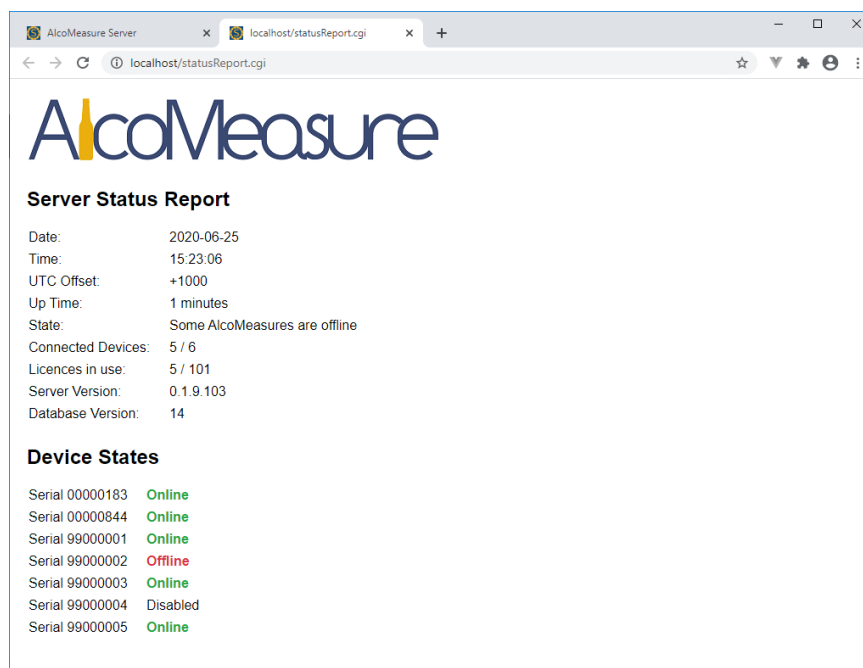 AlcoMeasure Server
localhost/statusReport.cgi
localhost/statusReport.cgi
AlcoMeasure
Server Status Report
Date: 2020-06-25
Time: 15:23:06
UTC Offset: +1000
Up Time: 1 minutes
State: Some AlcoMeasures are offline
Connected Devices: 5 / 6
Licences in use: 5 / 101
Server Version: 0.1.9.103
Database Version: 14
Device States
Serial 00000183 Online
Serial 00000844 Online
Serial 99000001 Online
Serial 99000002 Offline
Serial 99000003 Online
Serial 99000004 Disabled
Serial 99000005 Online